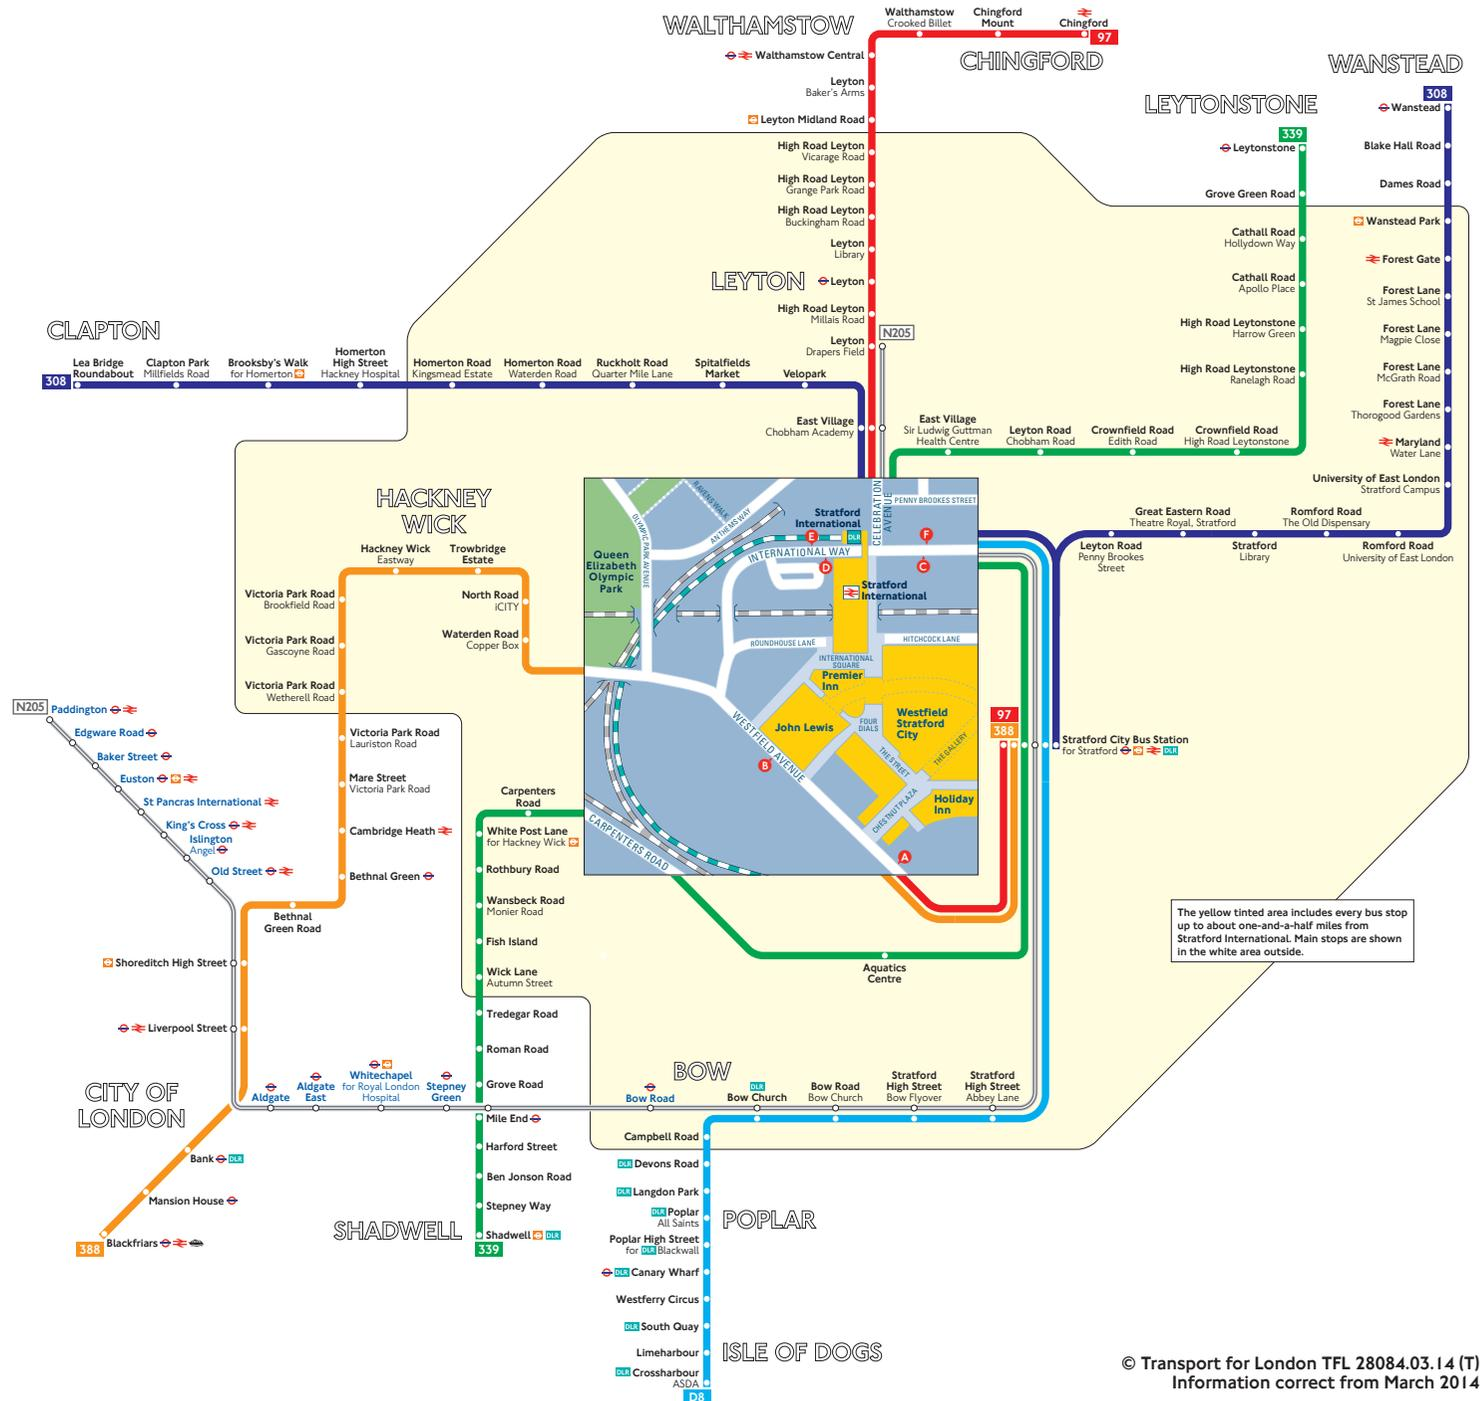 WALTHAMSTOW
Walthamstow
Crooked Billet
Chingford
Mount
Chingford
97
CHINGFORD
Walthamstow Central
Leyton
Baker's Arms
Leyton Midland Road
High Road Leyton
Vicarage Road
High Road Leyton
Grange Park Road
High Road Leyton
Buckingham Road
Leyton
Library
LEYTON
Leyton
High Road Leyton
Millais Road
Leyton
Drapers Field
N205
WANSTEAD
308
Wanstead
Blake Hall Road
Dames Road
Wanstead Park
Forest Gate
Forest Lane
St James School
Forest Lane
Magpie Close
Forest Lane
McGrath Road
Forest Lane
Thorogood Gardens
Maryland
Water Lane
University of East London
Stratford Campus
LEYTONSTONE
339
Leytonstone
Grove Green Road
Cathall Road
Hollydown Way
Cathall Road
Apollo Place
High Road Leytonstone
Harrow Green
High Road Leytonstone
Ranelagh Road
CLAPTON
308
Lea Bridge
Roundabout
Clapton Park
Millfields Road
Brooksby's Walk
for Homerton
Homerton
High Street
Hackney Hospital
Homerton Road
Kingsmead Estate
Homerton Road
Waterden Road
Ruckholt Road
Quarter Mile Lane
Spitalfields
Market
Velopark
East Village
Chobham Academy
East Village
Sir Ludwig Guttman
Health Centre
Leyton Road
Chobham Road
Crownfield Road
Edith Road
Crownfield Road
High Road Leytonstone
Great Eastern Road
Theatre Royal, Stratford
Romford Road
The Old Dispensary
Leyton Road
Penny Brookes
Street
Stratford
Library
Romford Road
University of East London
HACKNEY
WICK
Hackney Wick
Eastway
Trowbridge
Estate
Victoria Park Road
Brookfield Road
North Road
iCITY
Victoria Park Road
Gascoyne Road
Waterden Road
Copper Box
Victoria Park Road
Wetherell Road
Victoria Park Road
Lauriston Road
Mare Street
Victoria Park Road
Cambridge Heath
Bethnal Green
Bethnal
Green Road
RAVENS WALK
ANTHEMS WAY
OLYMPIC PARK AVENUE
Stratford
International
E
DLR
CELEBRATION
AVENUE
PENNY BROOKES STREET
F
INTERNATIONAL WAY
Queen
Elizabeth
Olympic
Park
D
C
Stratford
International
ROUNDHOUSE LANE
HITCHCOCK LANE
INTERNATIONAL
SQUARE
Premier
Inn
John Lewis
FOUR
DIALS
Westfield
Stratford
City
WESTFIELD AVENUE
THE STREET
THE GALLERY
B
CHESTNUT PLAZA
Holiday
Inn
A
CARPENTERS ROAD
97
388
Stratford City Bus Station
for Stratford DLR
N205
Paddington
Edgware Road
Baker Street
Euston
St Pancras International
King's Cross
Islington
Angel
Old Street
Shoreditch High Street
Liverpool Street
Carpenters
Road
White Post Lane
for Hackney Wick
Rothbury Road
Wansbeck Road
Monier Road
Fish Island
Wick Lane
Autumn Street
Tredegar Road
Roman Road
Grove Road
Aquatics
Centre
The yellow tinted area includes every bus stop
up to about one-and-a-half miles from
Stratford International. Main stops are shown
in the white area outside.
CITY OF
LONDON
Aldgate
Aldgate
East
Whitechapel
for Royal London
Hospital
Stepney
Green
Mile End
BOW
Bow Road
DLR
Bow Church
Bow Road
Bow Church
Stratford
High Street
Bow Flyover
Stratford
High Street
Abbey Lane
Bank DLR
Mansion House
388
Blackfriars
Harford Street
Ben Jonson Road
Stepney Way
SHADWELL
Shadwell DLR
339
Campbell Road
DLR Devons Road
DLR Langdon Park
DLR Poplar
All Saints
POPLAR
Poplar High Street
for DLR Blackwall
DLR Canary Wharf
Westferry Circus
DLR South Quay
Limeharbour
ISLE OF DOGS
DLR Crossharbour
ASDA
D8
© Transport for London TFL 28084.03.14 (T)
Information correct from March 2014